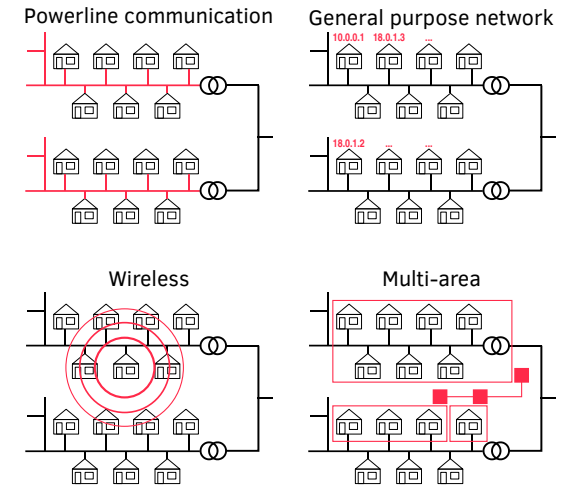 Powerline communication
General purpose network
10.0.0.1 18.0.1.3 ...
18.0.1.2 ... ...
Wireless
Multi-area